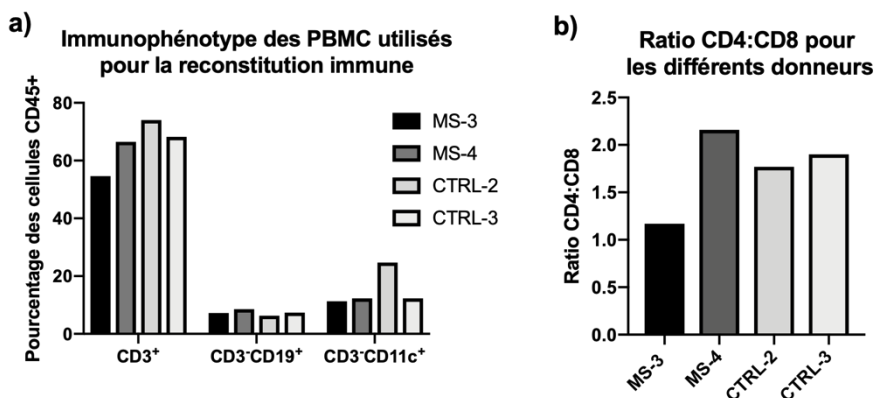 a)
Immunophénotype des PBMC utilisés
pour la reconstitution immune
Pourcentage des cellules CD45+
80
60
40
20
0
CD3⁺
CD3⁻CD19⁺
CD3⁻CD11c⁺
MS-3
MS-4
CTRL-2
CTRL-3
b)
Ratio CD4:CD8 pour
les différents donneurs
Ratio CD4:CD8
2.5
2.0
1.5
1.0
0.5
0.0
MS-3
MS-4
CTRL-2
CTRL-3